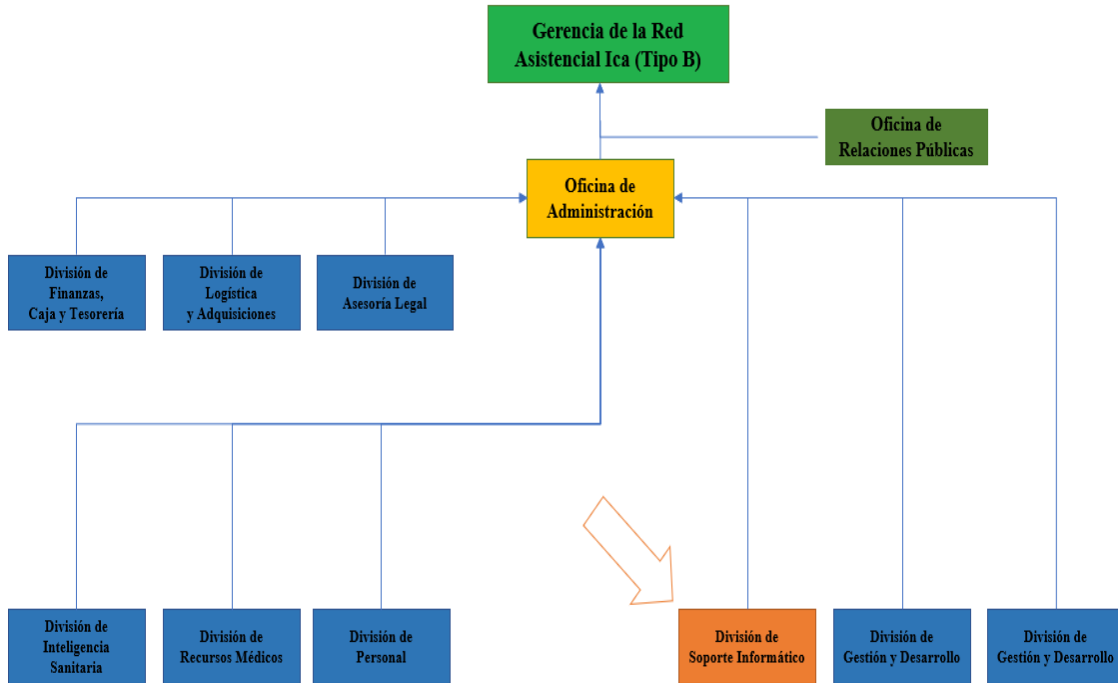 Gerencia de la Red
Asistencial Ica (Tipo B)
Oficina de
Relaciones Públicas
Oficina de
Administración
División de
Finanzas,
Caja y Tesorería
División de
Logística
y Adquisiciones
División de
Asesoría Legal
División de
Inteligencia
Sanitaria
División de
Recursos Médicos
División de
Personal
División de
Soporte Informático
División de
Gestión y Desarrollo
División de
Gestión y Desarrollo